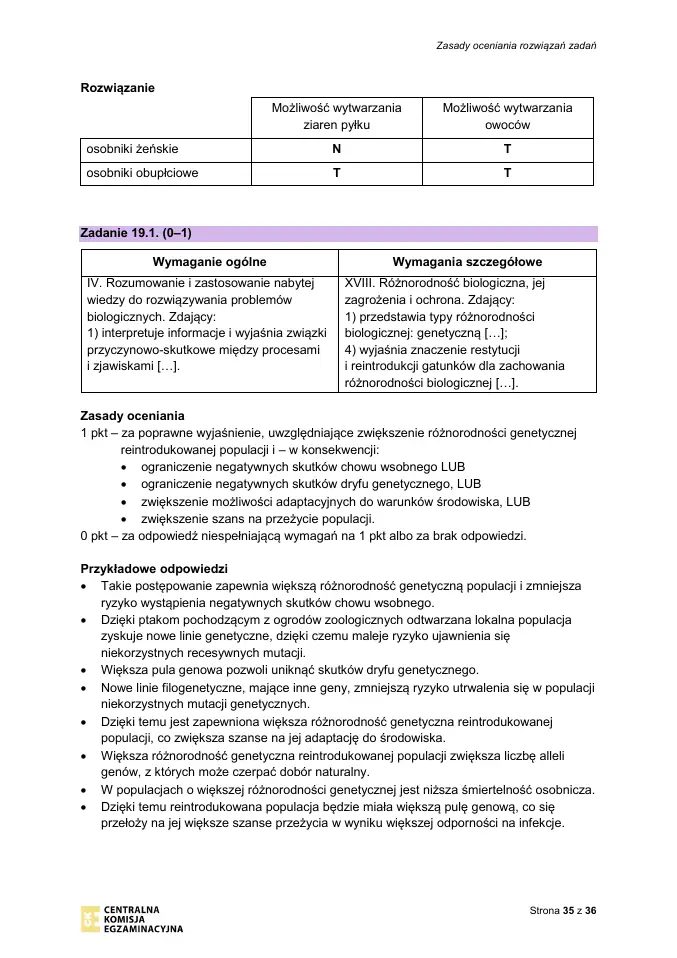 Zasady oceniania rozwiązań zadań
Rozwiązanie
Możliwość wytwarzania ziaren pyłku
Możliwość wytwarzania owoców
osobniki żeńskie N T
osobniki obupłciowe T T
Zadanie 19.1. (0–1)
Wymaganie ogólne
Wymagania szczegółowe
IV. Rozumowanie i zastosowanie nabytej
wiedzy do rozwiązywania problemów
biologicznych. Zdający:
1) interpretuje informacje i wyjaśnia związki
przyczynowo-skutkowe między procesami
i zjawiskami […].
XVIII. Różnorodność biologiczna, jej
zagrożenia i ochrona. Zdający:
1) przedstawia typy różnorodności
biologicznej: genetyczną […];
4) wyjaśnia znaczenie restytucji
i reintrodukcji gatunków dla zachowania
różnorodności biologicznej […].
Zasady oceniania
1 pkt – za poprawne wyjaśnienie, uwzględniające zwiększenie różnorodności genetycznej
reintrodukowanej populacji i – w konsekwencji:
• ograniczenie negatywnych skutków chowu wsobnego LUB
• ograniczenie negatywnych skutków dryfu genetycznego, LUB
• zwiększenie możliwości adaptacyjnych do warunków środowiska, LUB
• zwiększenie szans na przeżycie populacji.
0 pkt – za odpowiedź niespełniającą wymagań na 1 pkt albo za brak odpowiedzi.
Przykładowe odpowiedzi
• Takie postępowanie zapewnia większą różnorodność genetyczną populacji i zmniejsza
ryzyko wystąpienia negatywnych skutków chowu wsobnego.
• Dzięki ptakom pochodzącym z ogrodów zoologicznych odtwarzana lokalna populacja
zyskuje nowe linie genetyczne, dzięki czemu maleje ryzyko ujawnienia się
niekorzystnych recesywnych mutacji.
• Większa pula genowa pozwoli uniknąć skutków dryfu genetycznego.
• Nowe linie filogenetyczne, mające inne geny, zmniejszą ryzyko utrwalenia się w populacji
niekorzystnych mutacji genetycznych.
• Dzięki temu jest zapewniona większa różnorodność genetyczna reintrodukowanej
populacji, co zwiększa szanse na jej adaptację do środowiska.
• Większa różnorodność genetyczna reintrodukowanej populacji zwiększa liczbę alleli
genów, z których może czerpać dobór naturalny.
• W populacjach o większej różnorodności genetycznej jest niższa śmiertelność osobnicza.
• Dzięki temu reintrodukowana populacja będzie miała większą pulę genową, co się
przełoży na jej większe szanse przeżycia w wyniku większej odporności na infekcje.
CKE
CENTRALNA
KOMISJA
EGZAMINACYJNA
Strona 35 z 36